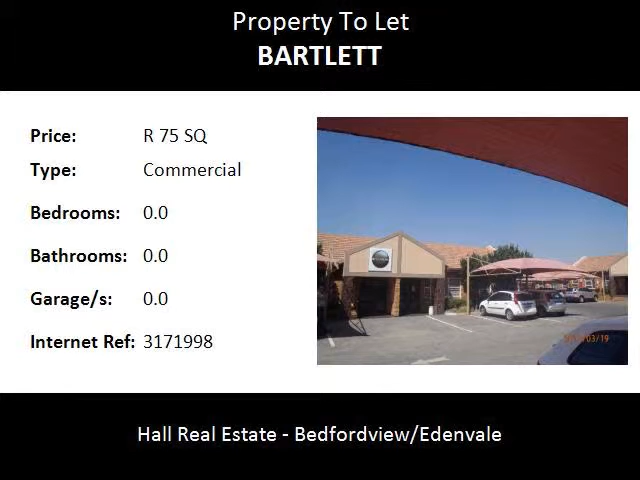 Property To Let
BARTLETT
Price: R 75 SQ
Type: Commercial
Bedrooms: 0.0
Bathrooms: 0.0
Garage/s: 0.0
Internet Ref: 3171998
Hall Real Estate - Bedfordview/Edenvale